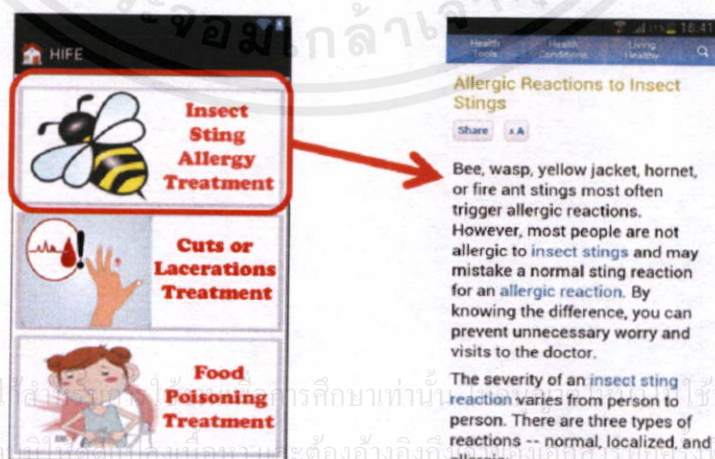 HIFE
Insect
Sting
Allergy
Treatment
Cuts or
Lacerations
Treatment
Food
Poisoning
Treatment
18:41
Health
Tools
Health
Conditions
Living
Healthy
Allergic Reactions to Insect
Stings
Share
AA
Bee, wasp, yellow jacket, hornet,
or fire ant stings most often
trigger allergic reactions.
However, most people are not
allergic to insect stings and may
mistake a normal sting reaction
for an allergic reaction. By
knowing the difference, you can
prevent unnecessary worry and
visits to the doctor.
The severity of an insect sting
reaction varies from person to
person. There are three types of
reactions -- normal, localized, and